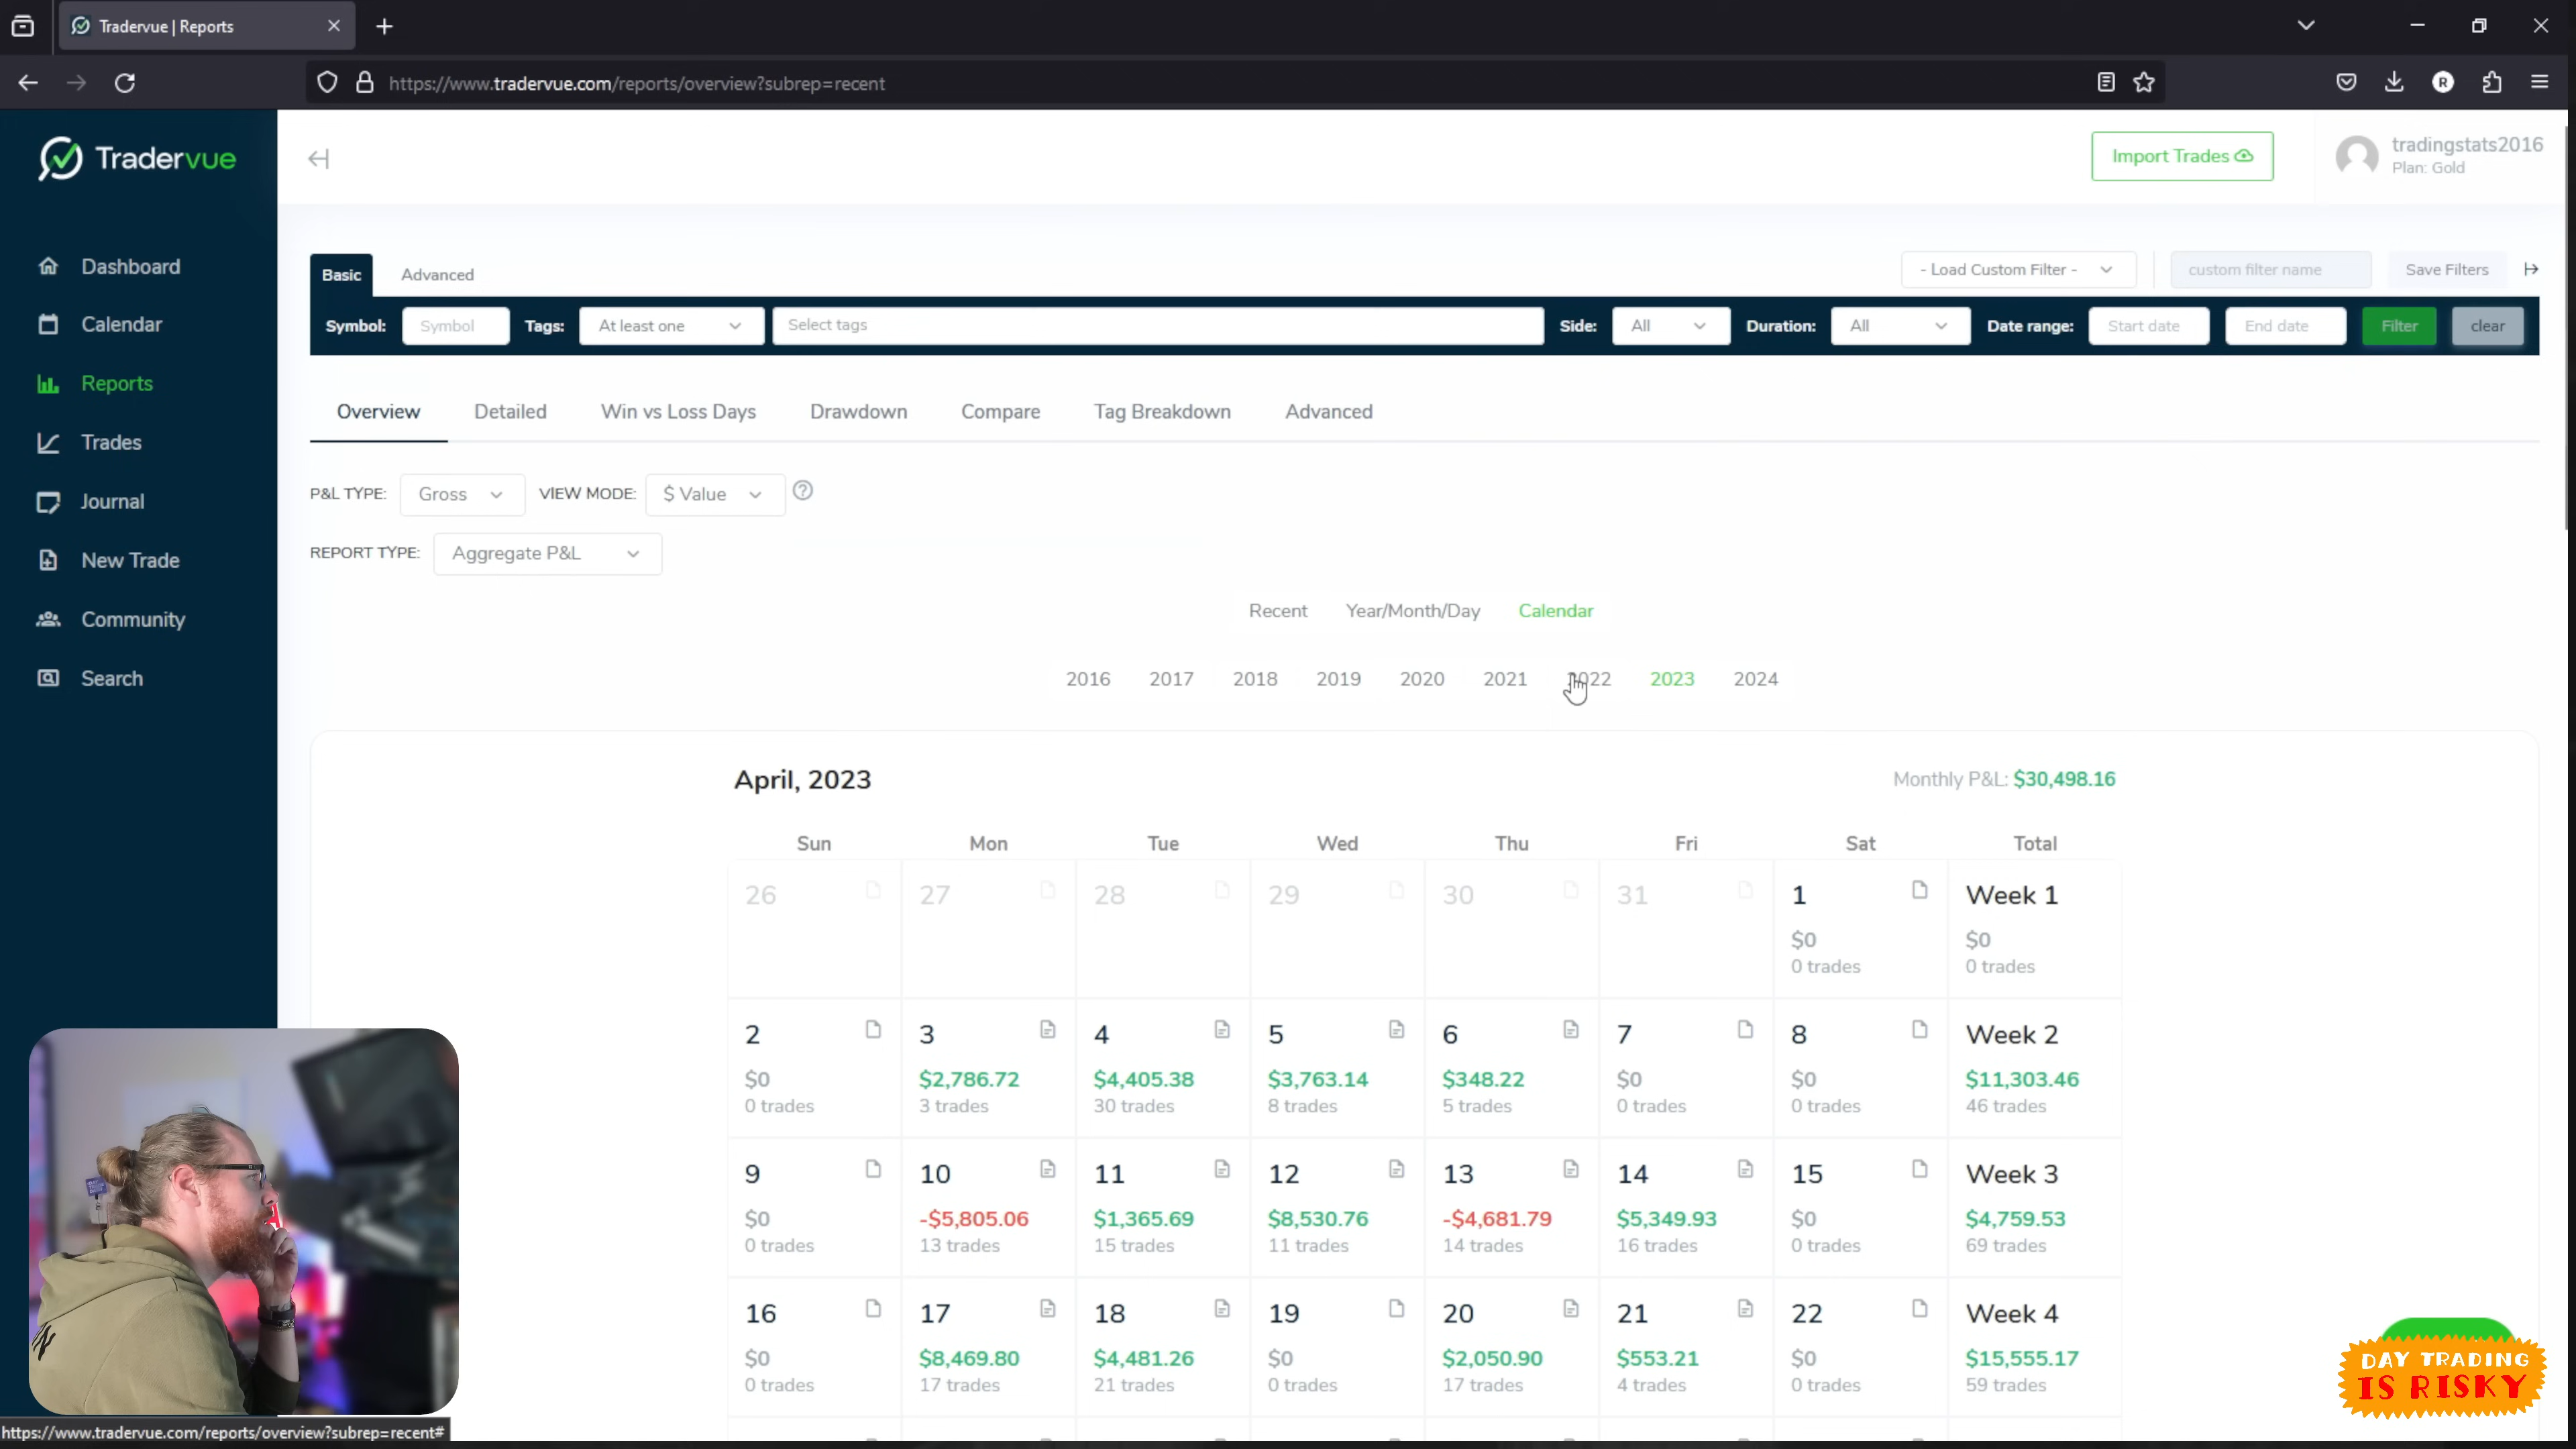 Tradervue | Reports
https://www.tradervue.com/reports/overview?subrep=recent
R
Tradervue
Dashboard
Calendar
Reports
Trades
Journal
New Trade
Community
Search
Import Trades
tradingstats2016
Plan: Gold
Basic
Advanced
- Load Custom Filter -
custom filter name
Save Filters
Symbol: Symbol Tags: At least one Select tags Side: All Duration: All Date range: Start date End date Filter clear
Overview Detailed Win vs Loss Days Drawdown Compare Tag Breakdown Advanced
P&L TYPE: Gross VIEW MODE: $ Value ?
REPORT TYPE: Aggregate P&L
Recent Year/Month/Day Calendar
2016 2017 2018 2019 2020 2021 2022 2023 2024
April, 2023 Monthly P&L: $30,498.16
Sun Mon Tue Wed Thu Fri Sat Total
26 27 28 29 30 31 1 Week 1
$0 $0
0 trades 0 trades
2 3 4 5 6 7 8 Week 2
$0 $2,786.72 $4,405.38 $3,763.14 $348.22 $0 $0 $11,303.46
0 trades 3 trades 30 trades 8 trades 5 trades 0 trades 0 trades 46 trades
9 10 11 12 13 14 15 Week 3
$0 -$5,805.06 $1,365.69 $8,530.76 -$4,681.79 $5,349.93 $0 $4,759.53
0 trades 13 trades 15 trades 11 trades 14 trades 16 trades 0 trades 69 trades
16 17 18 19 20 21 22 Week 4
$0 $8,469.80 $4,481.26 $0 $2,050.90 $553.21 $0 $15,555.17
0 trades 17 trades 21 trades 0 trades 17 trades 4 trades 0 trades 59 trades
DAY TRADING
IS RISKY
https://www.tradervue.com/reports/overview?subrep=recent#